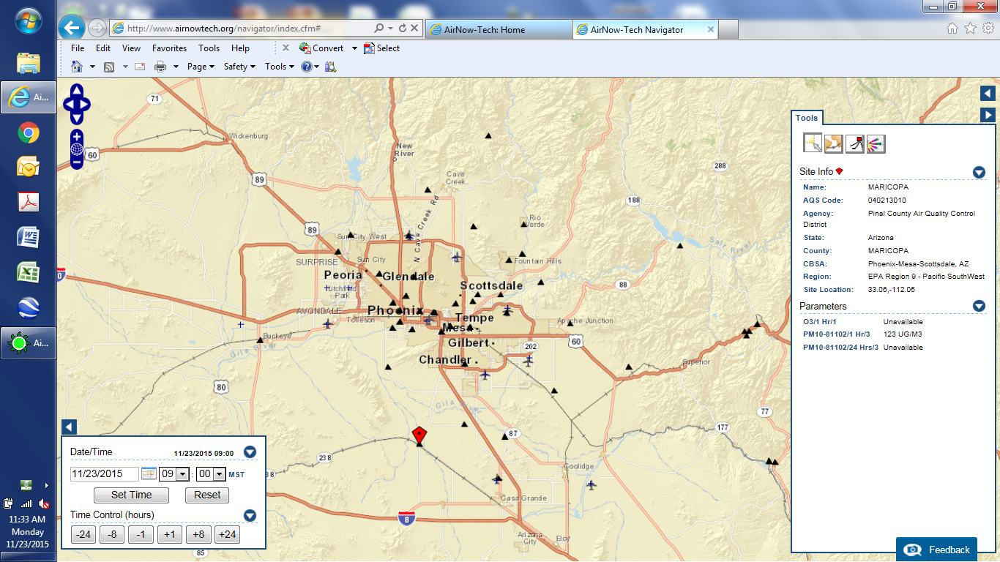 http://www.airnowtech.org/navigator/index.cfm#
AirNow-Tech: Home
AirNow-Tech Navigator
File Edit View Favorites Tools Help
Convert
Select
Page
Safety
Tools
Ai...
Ai...
11:33 AM
Monday
11/23/2015
71
Wickenburg
60
89
New
River
Cave
Creek
N Cave Creek Rd
288
188
Rio
Verde
Salt River
89
Sun City West
SURPRISE
Sun City
Peoria
Glendale
Fountain Hills
Scottsdale
Litchfield
Park
88
AVONDALE
Phoenix
Tolleson
Tempe
Mesa
Apache Junction
Buckeye
Gila River
Gilbert
202
60
Chandler
Superior
80
Gila River
77
177
87
238
Coolidge
38
Casa Grande
8
Arizona
City
Eloy
85
Date/Time
11/23/2015 09:00
11/23/2015
09 : 00 MST
Set Time
Reset
Time Control (hours)
-24 -8 -1 +1 +8 +24
Tools
Site Info
Name: MARICOPA
AQS Code: 040213010
Agency: Pinal County Air Quality Control
District
State: Arizona
County: MARICOPA
CBSA: Phoenix-Mesa-Scottsdale, AZ
Region: EPA Region 9 - Pacific SouthWest
Site Location: 33.06,-112.05
Parameters
O3/1 Hr/1 Unavailable
PM10-81102/1 Hr/3 123 UG/M3
PM10-81102/24 Hrs/3 Unavailable
Feedback